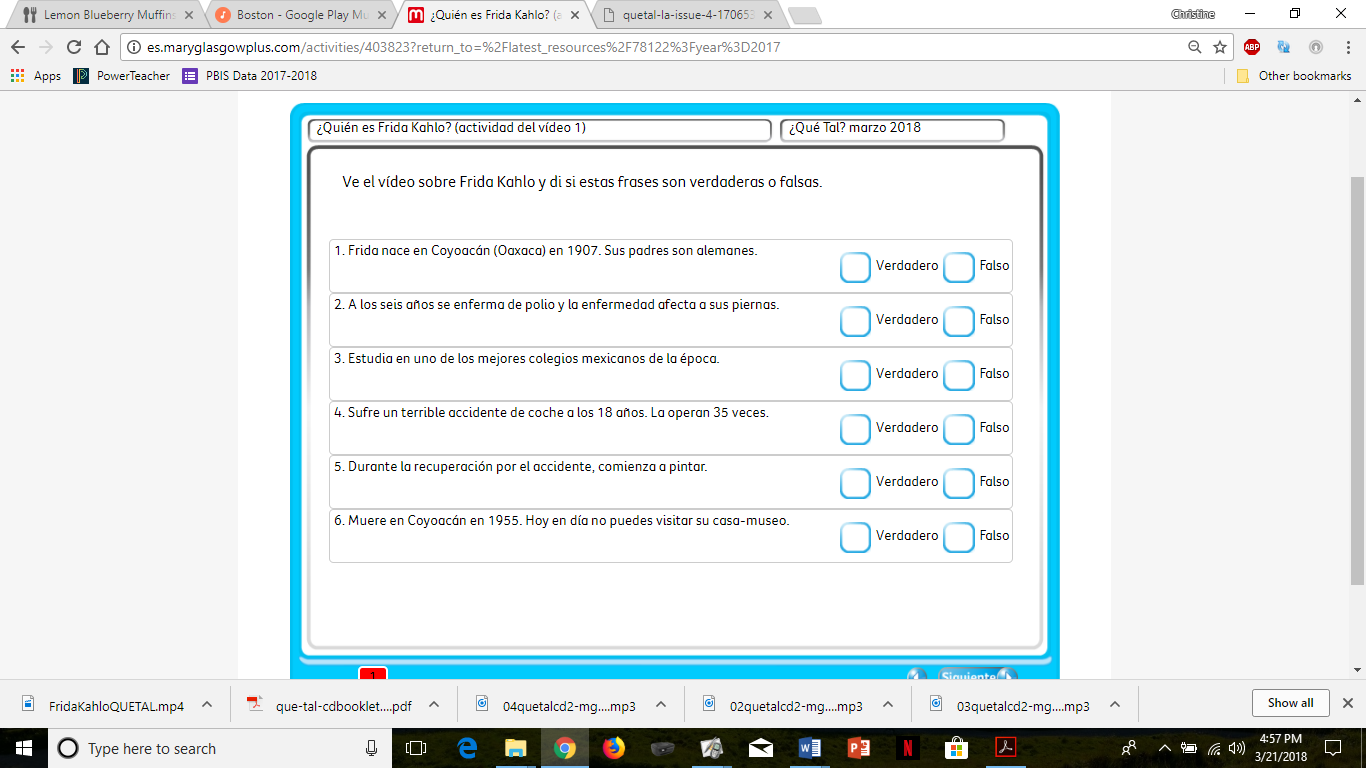 Lemon Blueberry Muffins
Boston - Google Play Mu
¿Quién es Frida Kahlo? (a
quetal-la-issue-4-170653
Christine
es.maryglasgowplus.com/activities/403823?return_to=%2Flatest_resources%2F78122%3Fyear%3D2017
ABP
Apps
PowerTeacher
PBIS Data 2017-2018
Other bookmarks
¿Quién es Frida Kahlo? (actividad del vídeo 1)
¿Qué Tal? marzo 2018
Ve el vídeo sobre Frida Kahlo y di si estas frases son verdaderas o falsas.
1. Frida nace en Coyoacán (Oaxaca) en 1907. Sus padres son alemanes.
Verdadero Falso
2. A los seis años se enferma de polio y la enfermedad afecta a sus piernas.
Verdadero Falso
3. Estudia en uno de los mejores colegios mexicanos de la época.
Verdadero Falso
4. Sufre un terrible accidente de coche a los 18 años. La operan 35 veces.
Verdadero Falso
5. Durante la recuperación por el accidente, comienza a pintar.
Verdadero Falso
6. Muere en Coyoacán en 1955. Hoy en día no puedes visitar su casa-museo.
Verdadero Falso
1
Siguiente
FridaKahloQUETAL.mp4
que-tal-cdbooklet....pdf
04quetalcd2-mg....mp3
02quetalcd2-mg....mp3
03quetalcd2-mg....mp3
Show all
Type here to search
4:57 PM
3/21/2018